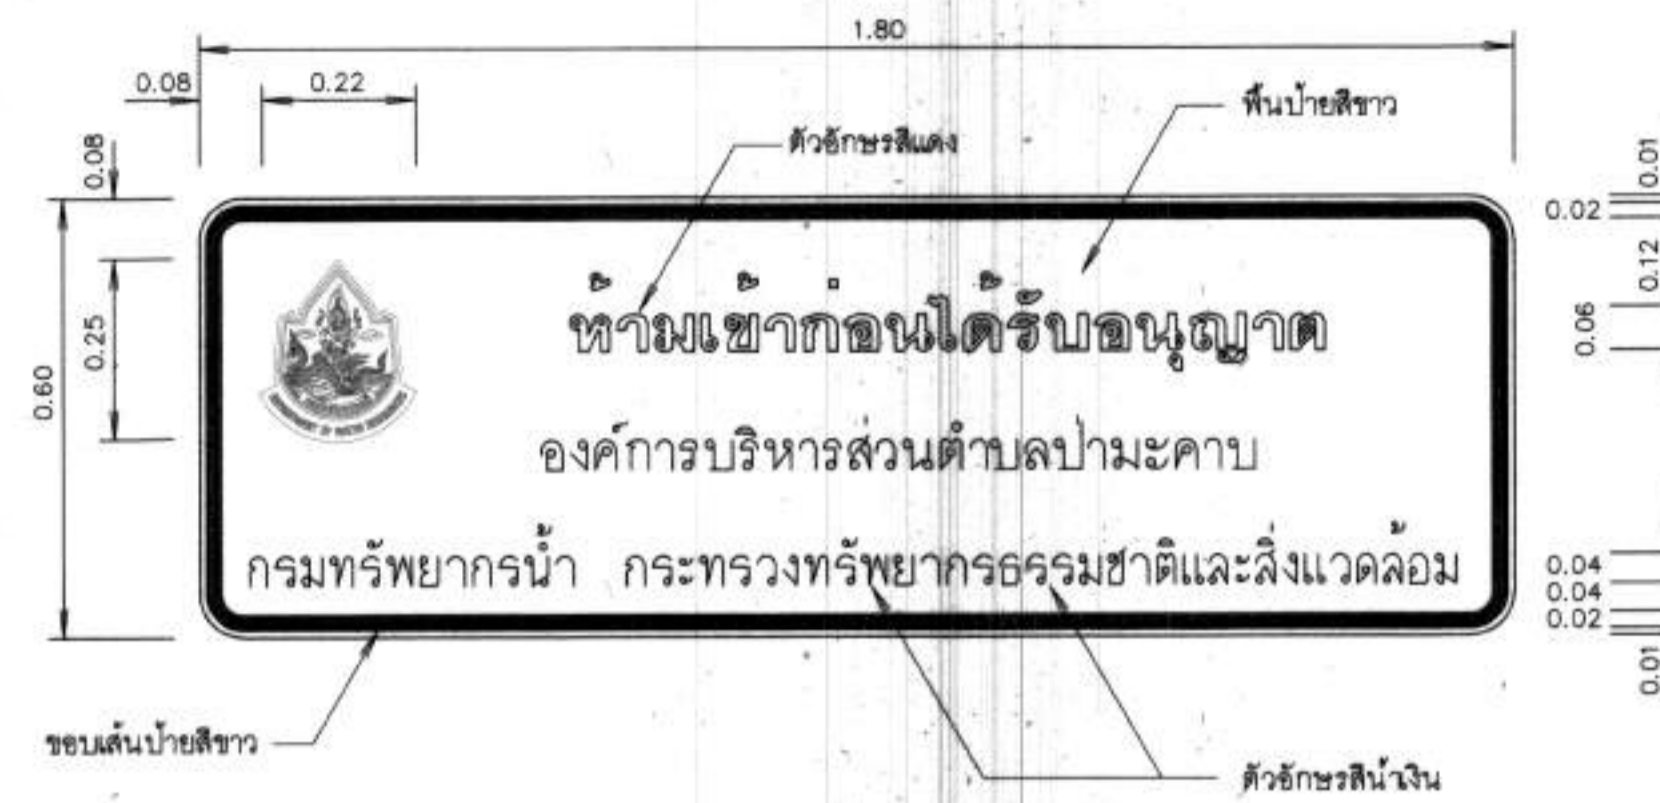 1.80
0.08 0.22
พื้นป้ายสีขาว
ตัวอักษรสีแดง
0.08
0.01
0.02
0.12
0.06
0.25
0.60
ห้ามเข้าก่อนได้รับอนุญาต
องค์การบริหารส่วนตำบลป่ามะคาบ
กรมทรัพยากรน้ำ กระทรวงทรัพยากรธรรมชาติและสิ่งแวดล้อม
0.04
0.04
0.02
0.01
ขอบเส้นป้ายสีขาว
ตัวอักษรสีน้ำเงิน